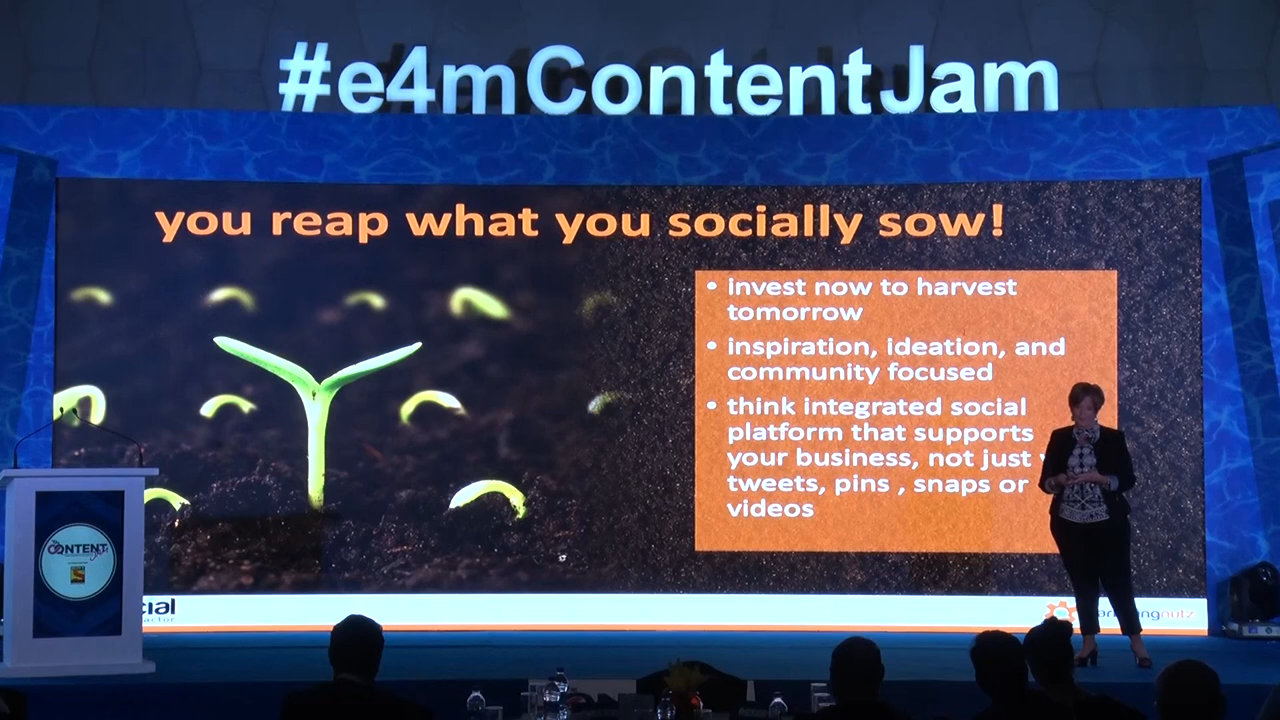 #e4mContentJam
you reap what you socially sow!
• invest now to harvest
tomorrow
• inspiration, ideation, and
community focused
• think integrated social
platform that supports
your business, not just
tweets, pins , snaps or
videos
CONTENT